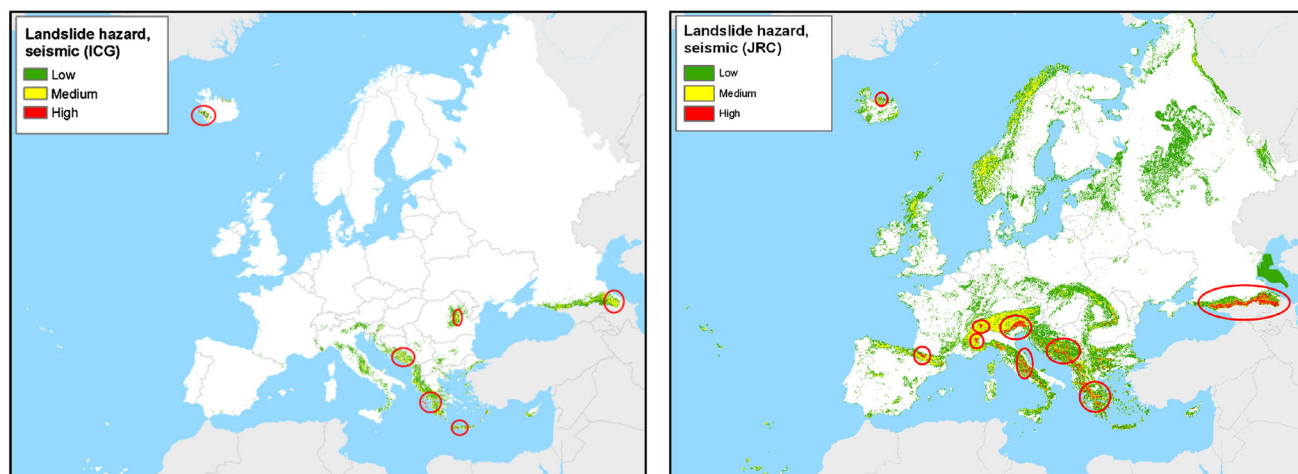 Landslide hazard,
seismic (ICG)
Low
Medium
High
Landslide hazard,
seismic (JRC)
Low
Medium
High